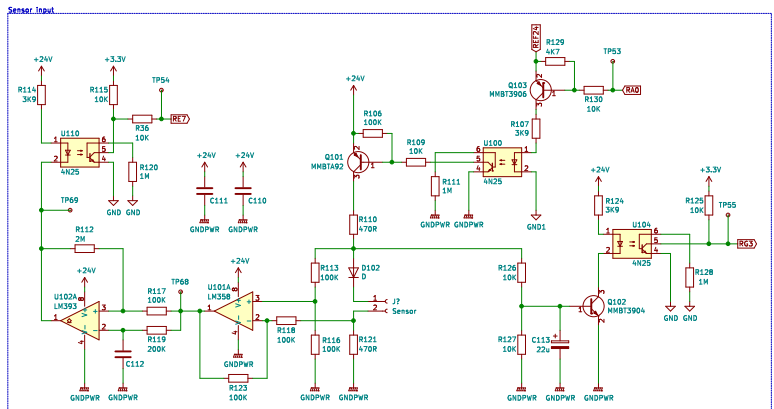 Sensor input
REF24
R129
4K7
TP53
+24V
+3.3V
+24V
Q103
MMBT3906
R130
10K
RA0
R114
3K9
R115
10K
TP54
R36
10K
RE7
R106
100K
R107
3K9
U110
4N25
R120
1M
Q101
MMBTA92
R109
10K
U100
4N25
R111
1M
+24V
+24V
C111
C110
GND
GND
GNDPWR
GNDPWR
GNDPWR
GNDPWR
GND1
+24V
+3.3V
R124
3K9
R125
10K
TP55
U104
4N25
RG3
R128
1M
GND
GND
TP69
R112
2M
R110
470R
+24V
+24V
U102A
LM393
R117
100K
TP68
U101A
LM358
R119
200K
C112
R113
100K
D102
D
J?
Sensor
R118
100K
R116
100K
R121
470R
R123
100K
R126
10K
Q102
MMBT3904
R127
10K
C113
22u
GNDPWR
GNDPWR
GNDPWR
GNDPWR
GNDPWR
GNDPWR
GNDPWR
GNDPWR